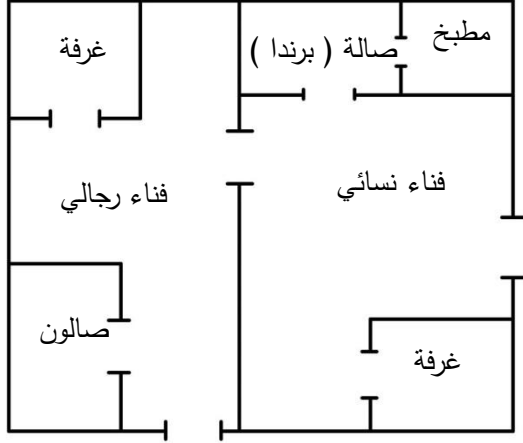 مطبخ
صالة ( برندا )
غرفة
فناء نسائي
فناء رجالي
صالون
غرفة